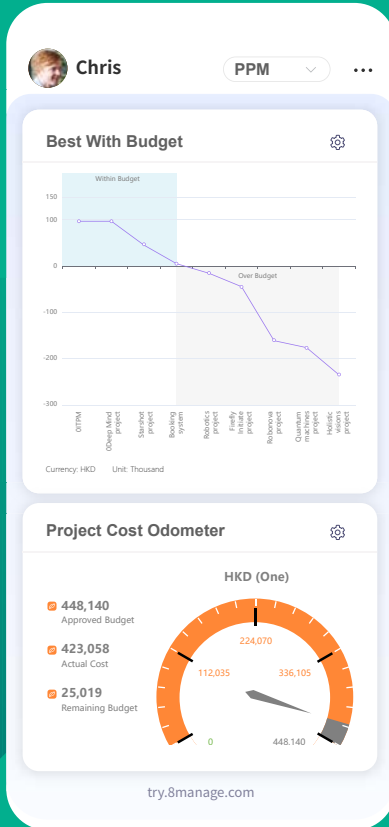 Chris
PPM
Best With Budget
Within Budget
150
100
0
Over Budget
-100
-200
-300
0ITPM
0Deep Mind
project
Starshot
project
Booking
system
Robotics
project
Firefly
Initiate
project
Robonova
project
Quantum
machines
project
Holistic
visions
project
Currency: HKD Unit: Thousand
Project Cost Odometer
HKD (One)
448,140
Approved Budget
423,058
Actual Cost
25,019
Remaining Budget
224,070
112,035
336,105
0
448.140
try.8manage.com